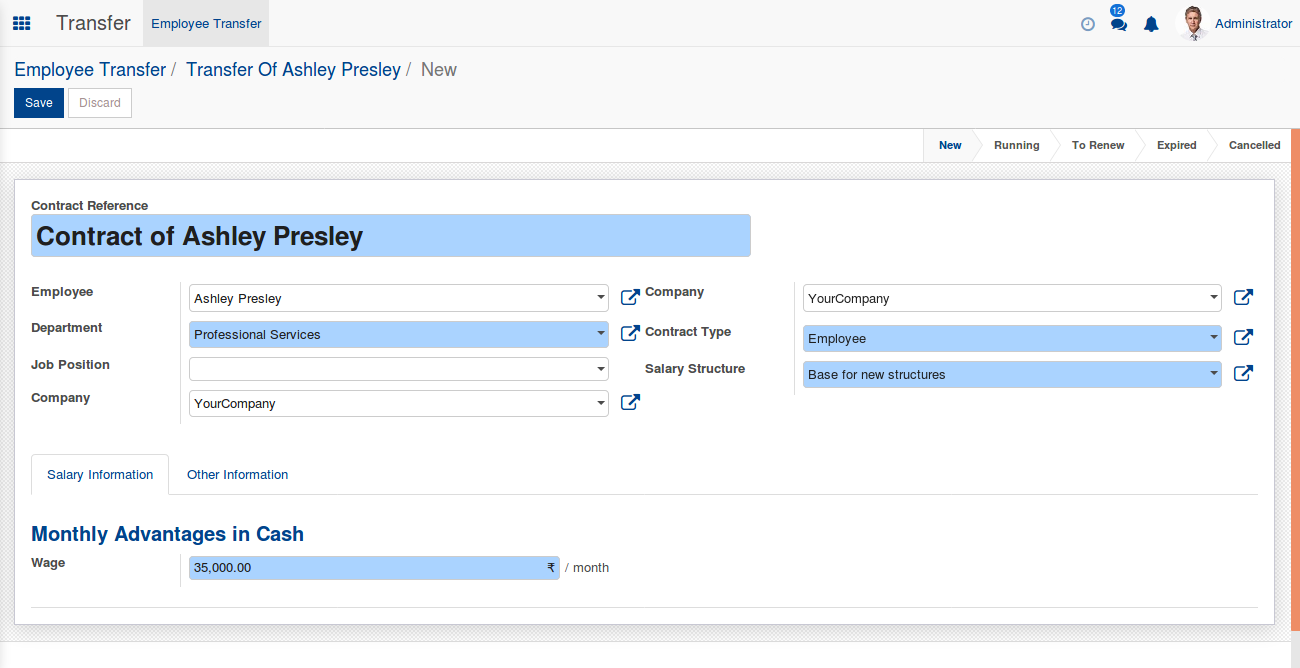 Transfer Employee Transfer 12 Administrator
Employee Transfer / Transfer Of Ashley Presley / New
Save Discard
New Running To Renew Expired Cancelled
Contract Reference
Contract of Ashley Presley
Employee Ashley Presley Company YourCompany
Department Professional Services Contract Type Employee
Job Position Salary Structure Base for new structures
Company YourCompany
Salary Information Other Information
Monthly Advantages in Cash
Wage 35,000.00 ₹ / month